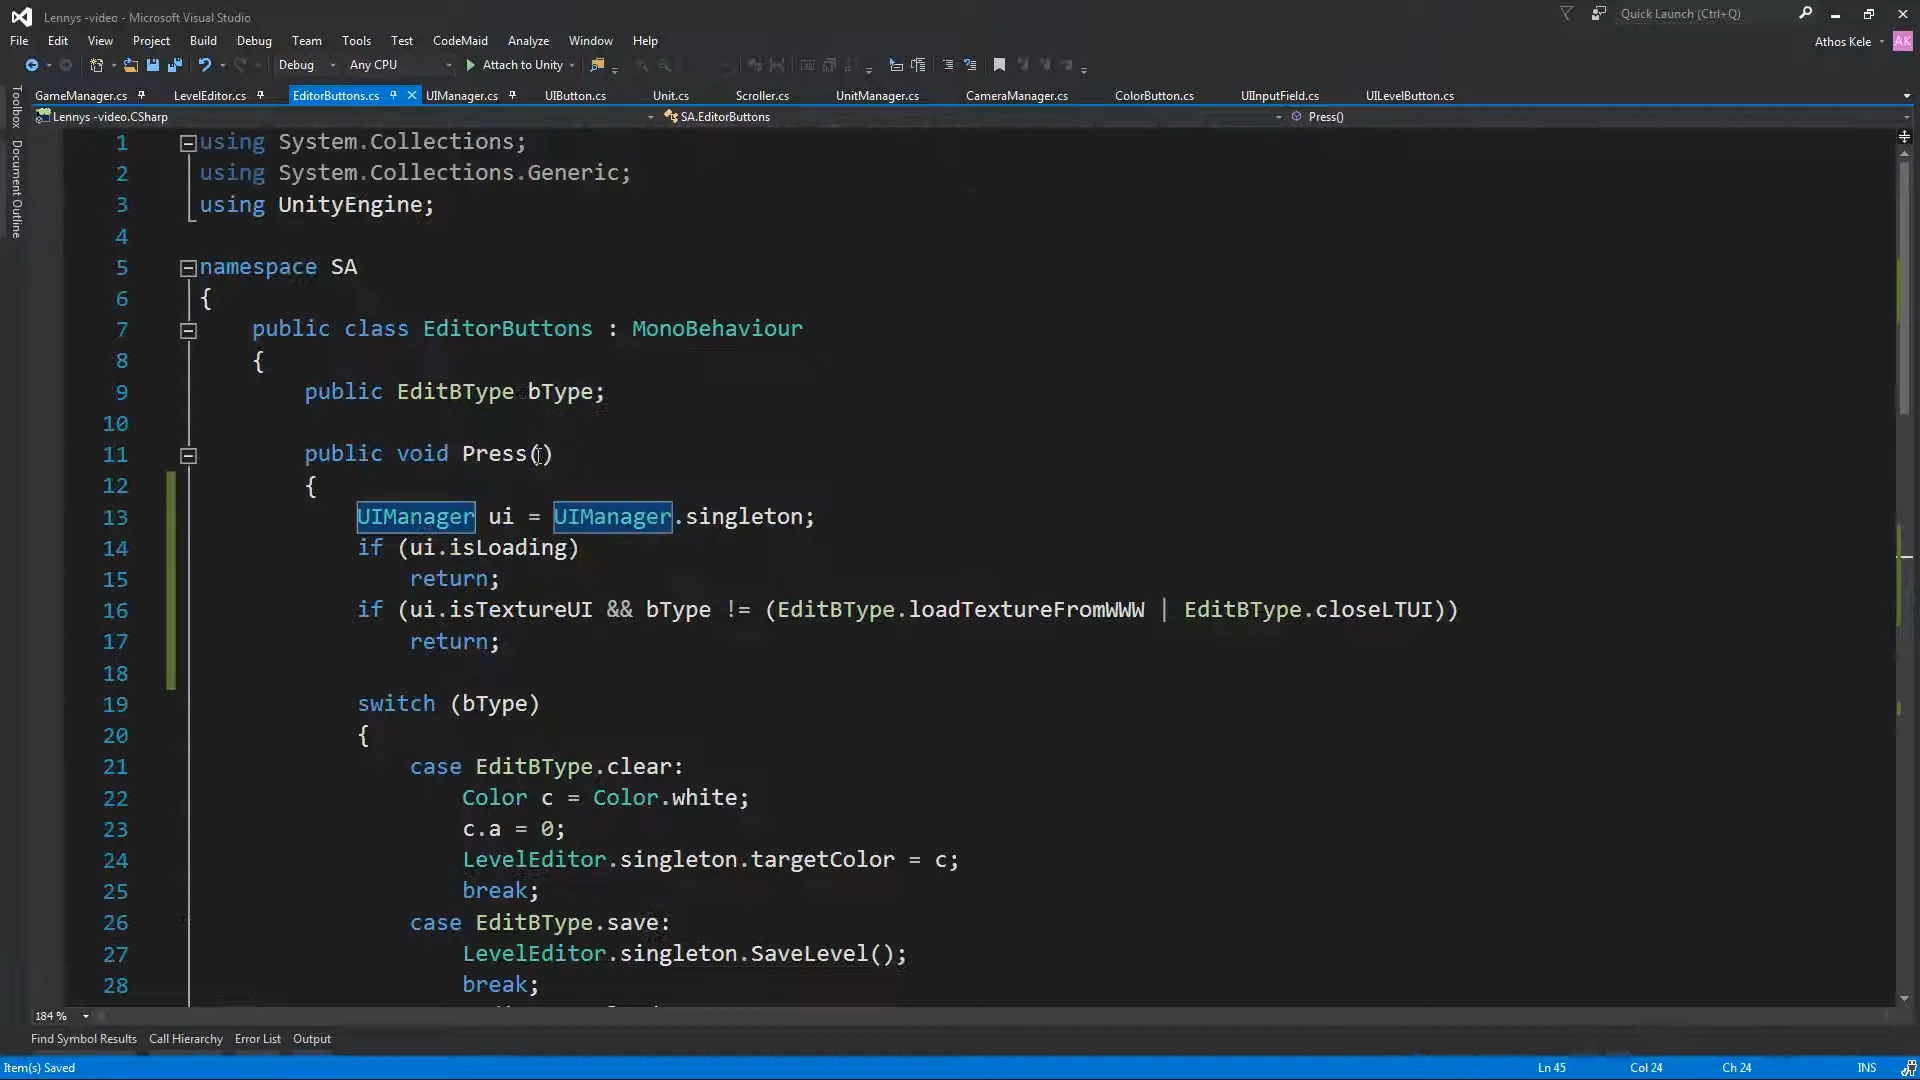 Lennys -video - Microsoft Visual Studio
Quick Launch (Ctrl+Q)
File Edit View Project Build Debug Team Tools Test CodeMaid Analyze Window Help
Athos Kele AK
Debug Any CPU Attach to Unity
Toolbox
Document Outline
GameManager.cs LevelEditor.cs EditorButtons.cs UIManager.cs UIButton.cs Unit.cs Scroller.cs UnitManager.cs CameraManager.cs ColorButton.cs UIInputField.cs UILevelButton.cs
Lennys -video.CSharp SA.EditorButtons Press()
1 using System.Collections;
2 using System.Collections.Generic;
3 using UnityEngine;
4
5 namespace SA
6 {
7 public class EditorButtons : MonoBehaviour
8 {
9 public EditBType bType;
10
11 public void Press()
12 {
13 UIManager ui = UIManager.singleton;
14 if (ui.isLoading)
15 return;
16 if (ui.isTextureUI && bType != (EditBType.loadTextureFromWWW | EditBType.closeLTUI))
17 return;
18
19 switch (bType)
20 {
21 case EditBType.clear:
22 Color c = Color.white;
23 c.a = 0;
24 LevelEditor.singleton.targetColor = c;
25 break;
26 case EditBType.save:
27 LevelEditor.singleton.SaveLevel();
28 break;
184 %
Find Symbol Results Call Hierarchy Error List Output
Item(s) Saved Ln 45 Col 24 Ch 24 INS